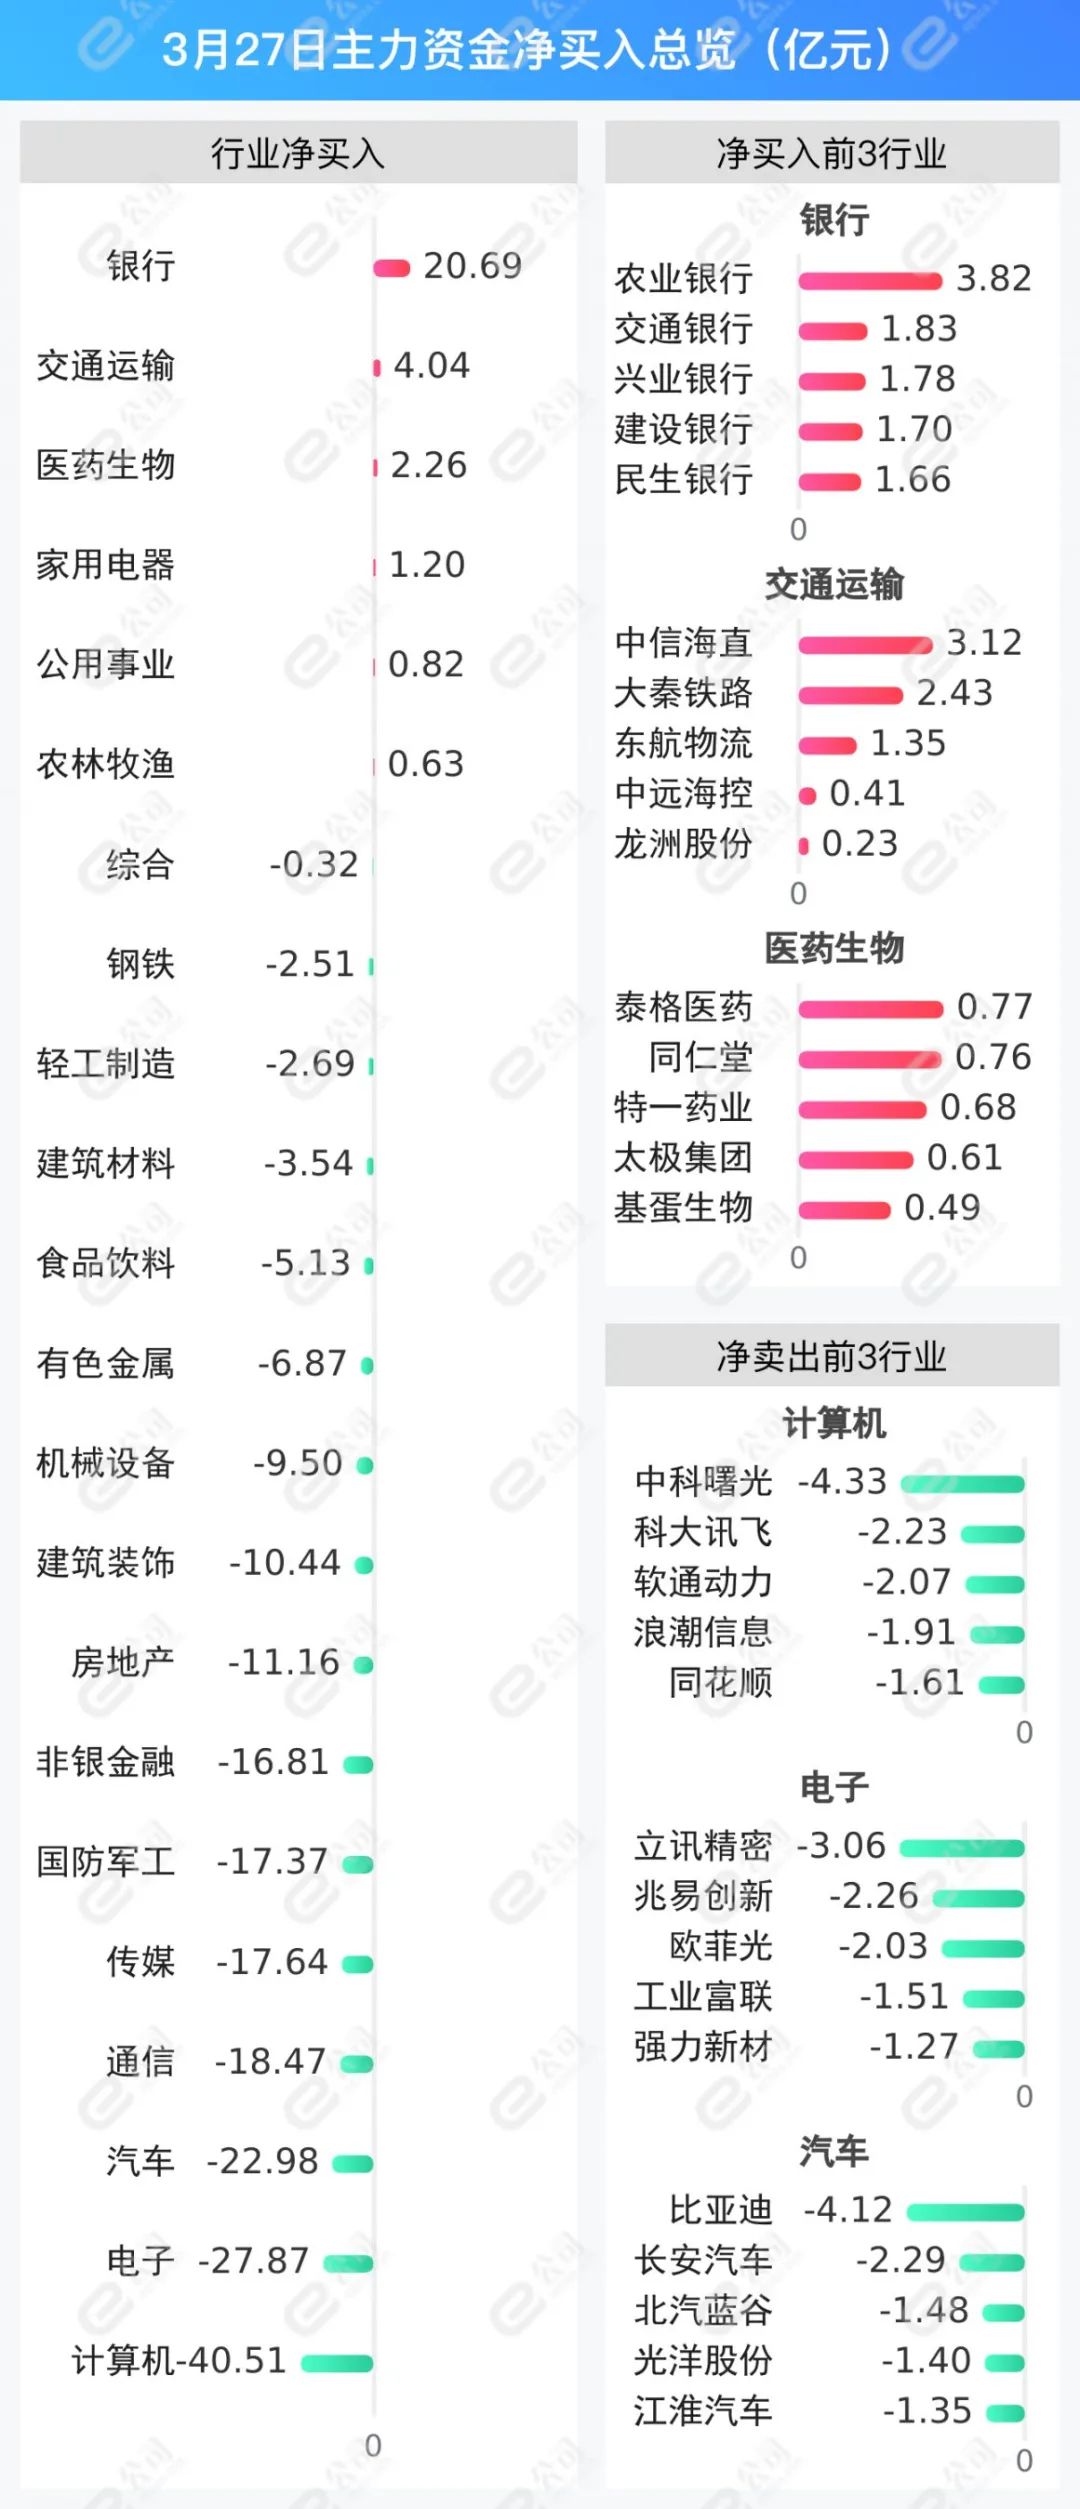 3月27日主力资金净买入总览（亿元）
行业净买入
银行 20.69
交通运输 4.04
医药生物 2.26
家用电器 1.20
公用事业 0.82
农林牧渔 0.63
综合 -0.32
钢铁 -2.51
轻工制造 -2.69
建筑材料 -3.54
食品饮料 -5.13
有色金属 -6.87
机械设备 -9.50
建筑装饰 -10.44
房地产 -11.16
非银金融 -16.81
国防军工 -17.37
传媒 -17.64
通信 -18.47
汽车 -22.98
电子 -27.87
计算机 -40.51
0
净买入前3行业
银行
农业银行 3.82
交通银行 1.83
兴业银行 1.78
建设银行 1.70
民生银行 1.66
0
交通运输
中信海直 3.12
大秦铁路 2.43
东航物流 1.35
中远海控 0.41
龙洲股份 0.23
0
医药生物
泰格医药 0.77
同仁堂 0.76
特一药业 0.68
太极集团 0.61
基蛋生物 0.49
0
净卖出前3行业
计算机
中科曙光 -4.33
科大讯飞 -2.23
软通动力 -2.07
浪潮信息 -1.91
同花顺 -1.61
0
电子
立讯精密 -3.06
兆易创新 -2.26
欧菲光 -2.03
工业富联 -1.51
强力新材 -1.27
0
汽车
比亚迪 -4.12
长安汽车 -2.29
北汽蓝谷 -1.48
光洋股份 -1.40
江淮汽车 -1.35
0